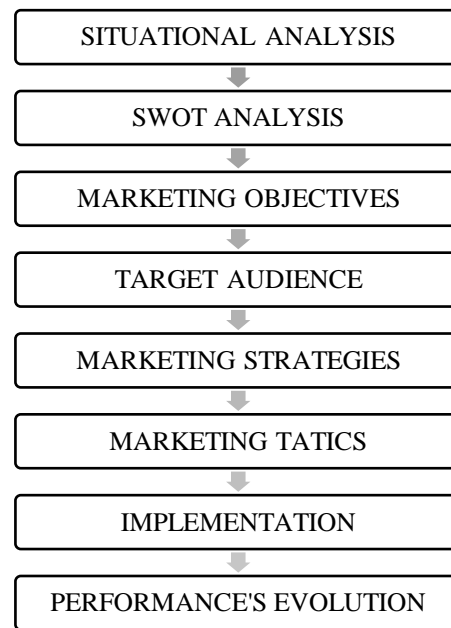 SITUATIONAL ANALYSIS
SWOT ANALYSIS
MARKETING OBJECTIVES
TARGET AUDIENCE
MARKETING STRATEGIES
MARKETING TATICS
IMPLEMENTATION
PERFORMANCE'S EVOLUTION